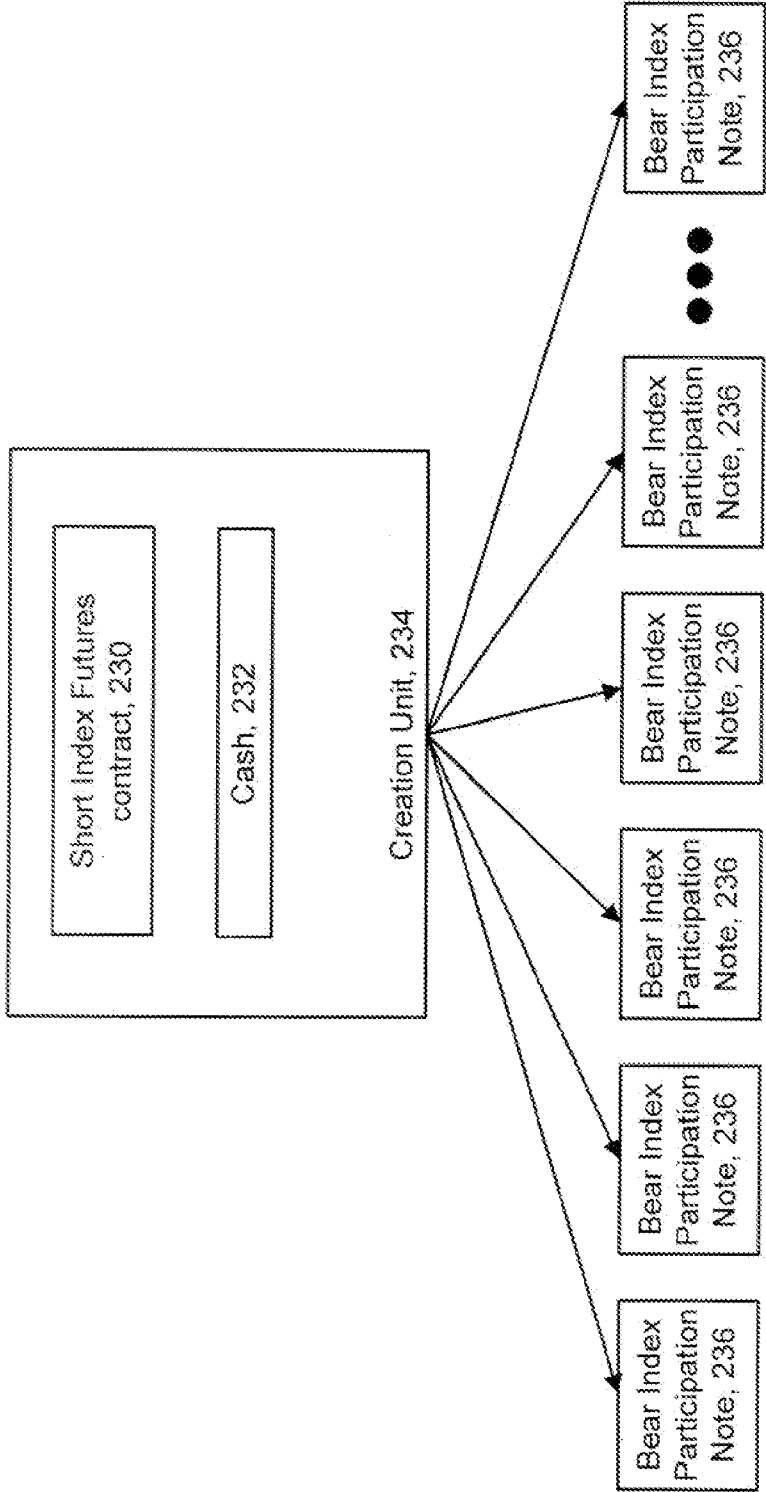 Short Index Futures
contract, 230
Cash, 232
Creation Unit, 234
Bear Index
Participation
Note, 236
Bear Index
Participation
Note, 236
Bear Index
Participation
Note, 236
Bear Index
Participation
Note, 236
Bear Index
Participation
Note, 236
Bear Index
Participation
Note, 236